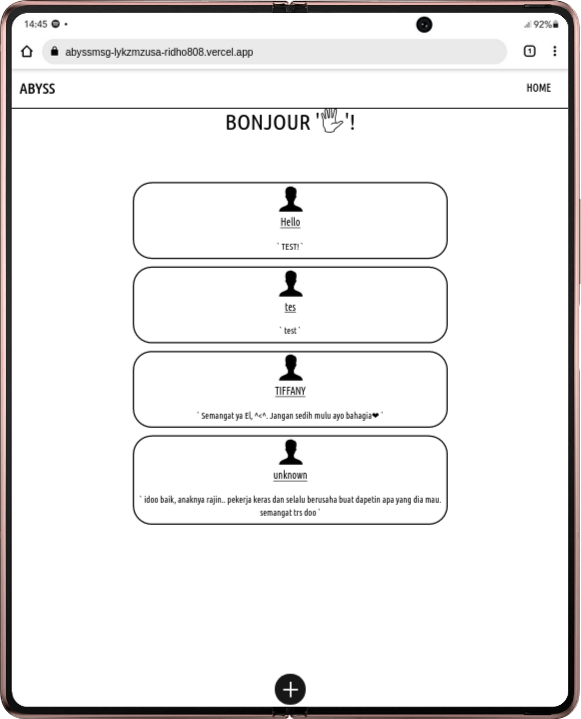 14:45
92%
abyssmsg-lykzmzusa-ridho808.vercel.app
1
ABYSS
HOME
BONJOUR '🖐'!
Hello
` TEST! `
tes
` test `
TIFFANY
` Semangat ya El, ^<^. Jangan sedih mulu ayo bahagia❤ `
unknown
` idoo baik, anaknya rajin.. pekerja keras dan selalu berusaha buat dapetin apa yang dia mau.
semangat trs doo `